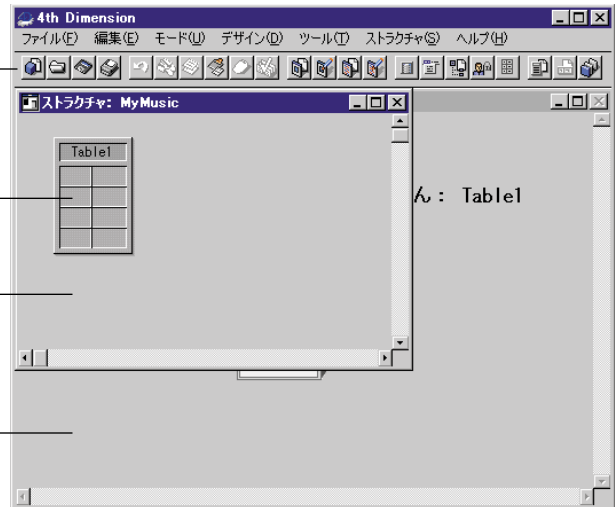 4th Dimension
ファイル(F) 編集(E) モード(U) デザイン(D) ツール(T) ストラクチャ(S) ヘルプ(H)
ストラクチャ: MyMusic
Table1
ん: Table1